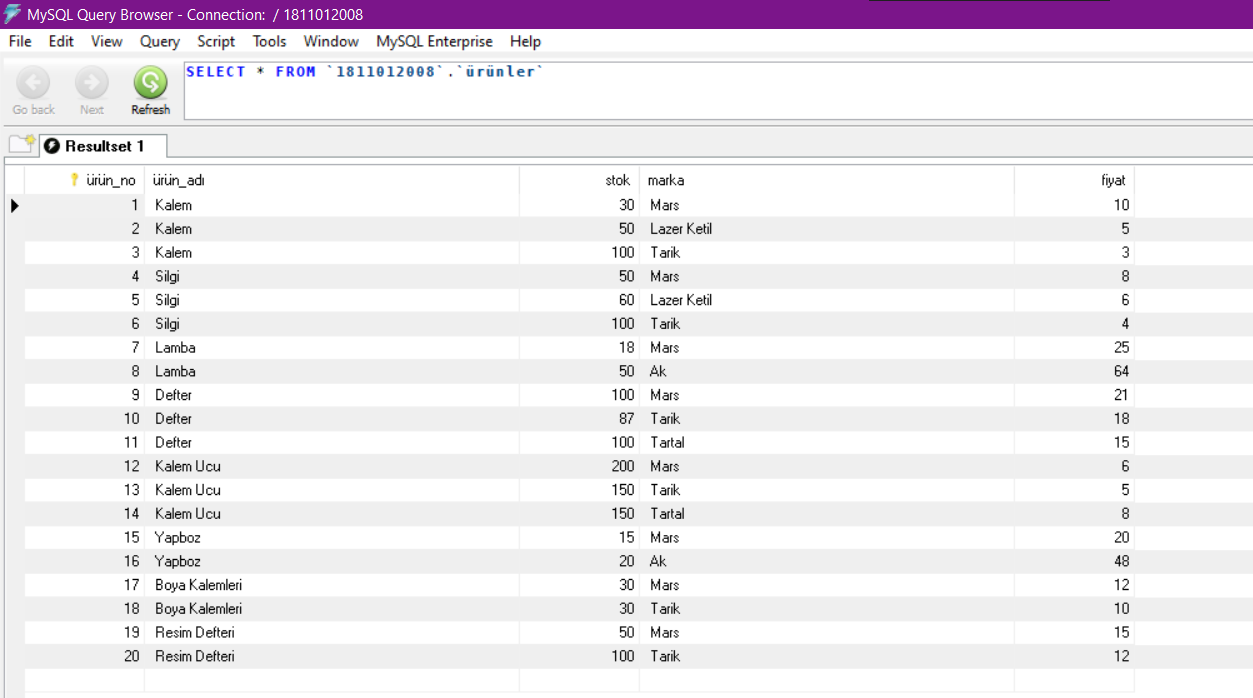 MySQL Query Browser - Connection: / 1811012008
File Edit View Query Script Tools Window MySQL Enterprise Help
SELECT * FROM `1811012008`.`ürünler`
Go back Next Refresh
Resultset 1
ürün_no ürün_adı stok marka fiyat
1 Kalem 30 Mars 10
2 Kalem 50 Lazer Ketil 5
3 Kalem 100 Tarik 3
4 Silgi 50 Mars 8
5 Silgi 60 Lazer Ketil 6
6 Silgi 100 Tarik 4
7 Lamba 18 Mars 25
8 Lamba 50 Ak 64
9 Defter 100 Mars 21
10 Defter 87 Tarik 18
11 Defter 100 Tartal 15
12 Kalem Ucu 200 Mars 6
13 Kalem Ucu 150 Tarik 5
14 Kalem Ucu 150 Tartal 8
15 Yapboz 15 Mars 20
16 Yapboz 20 Ak 48
17 Boya Kalemleri 30 Mars 12
18 Boya Kalemleri 30 Tarik 10
19 Resim Defteri 50 Mars 15
20 Resim Defteri 100 Tarik 12